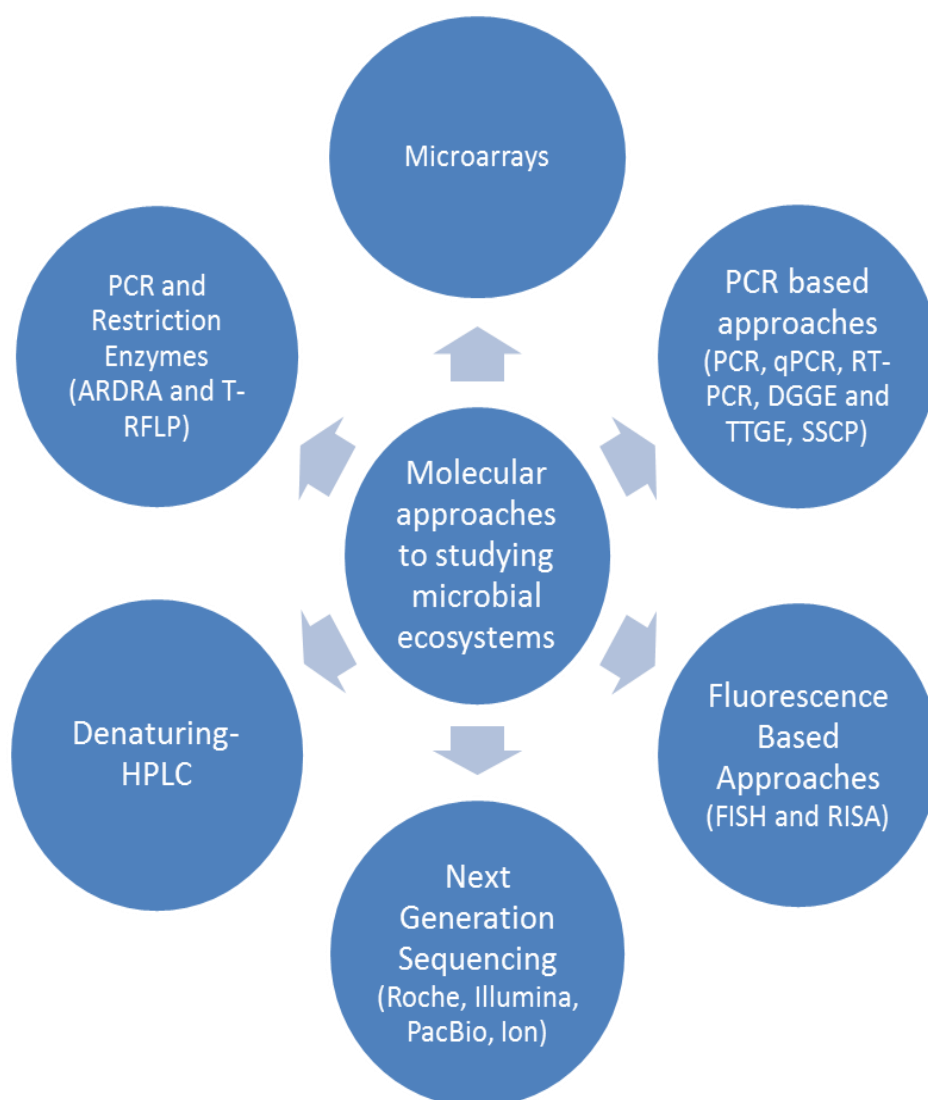 Microarrays
PCR and
Restriction
Enzymes
(ARDRA and T-
RFLP)
PCR based
approaches
(PCR, qPCR, RT-
PCR, DGGE and
TTGE, SSCP)
Molecular
approaches
to studying
microbial
ecosystems
Denaturing-
HPLC
Fluorescence
Based
Approaches
(FISH and RISA)
Next
Generation
Sequencing
(Roche, Illumina,
PacBio, Ion)